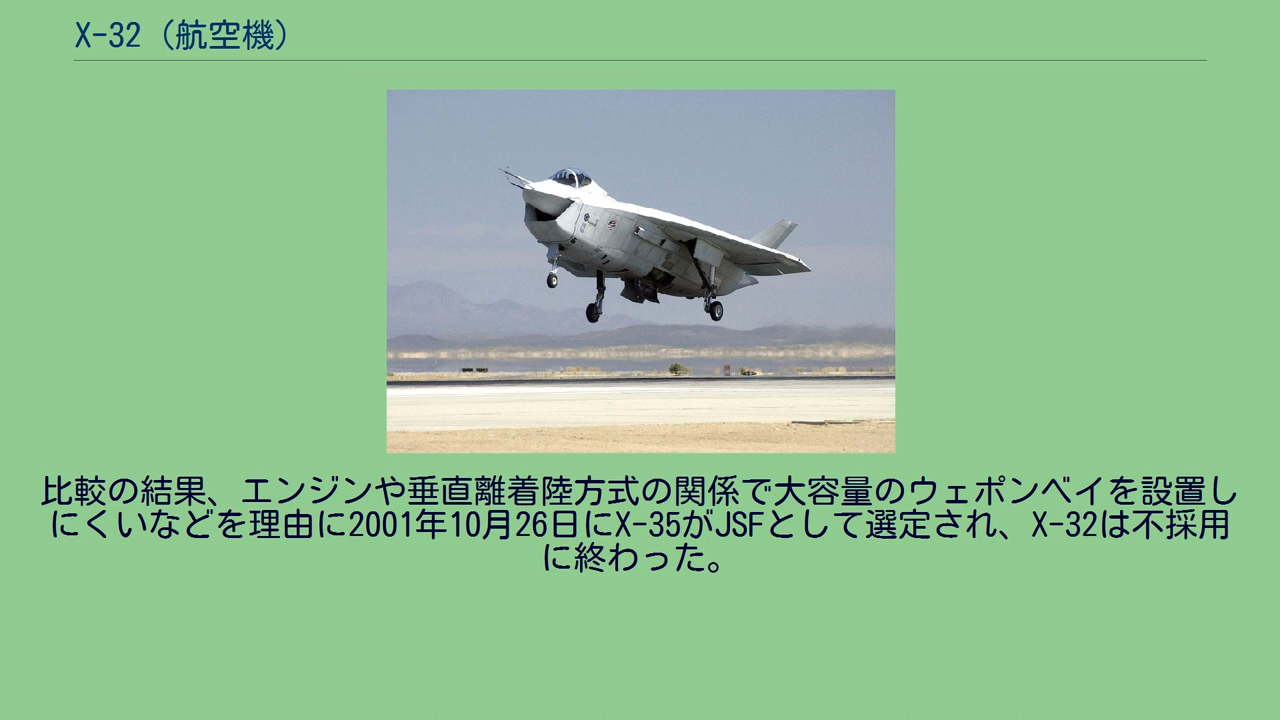 X-32（航空機）
比較の結果、エンジンや垂直離着陸方式の関係で大容量のウェポンベイを設置し
にくいなどを理由に2001年10月26日にX-35がJSFとして選定され、X-32は不採用
に終わった。